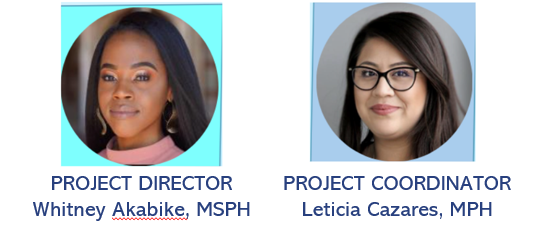 PROJECT DIRECTOR
Whitney Akabike, MSPH
PROJECT COORDINATOR
Leticia Cazares, MPH